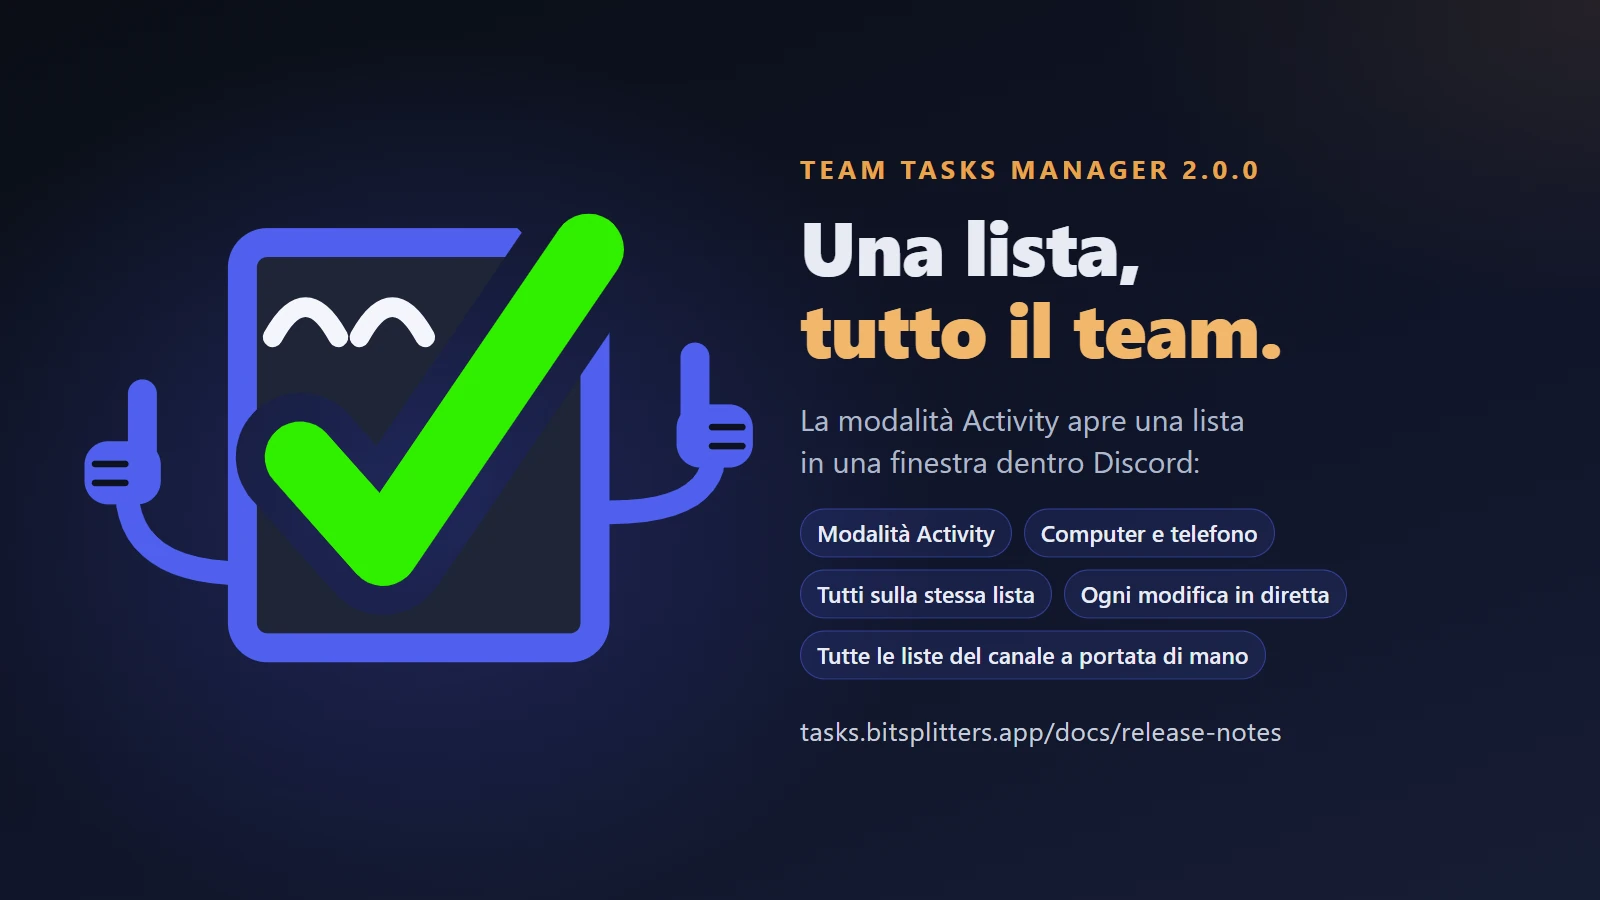 TEAM TASKS MANAGER 2.0.0
Una lista,
tutto il team.
La modalità Activity apre una lista
in una finestra dentro Discord:
Modalità Activity
Computer e telefono
Tutti sulla stessa lista
Ogni modifica in diretta
Tutte le liste del canale a portata di mano
tasks.bitsplitters.app/docs/release-notes